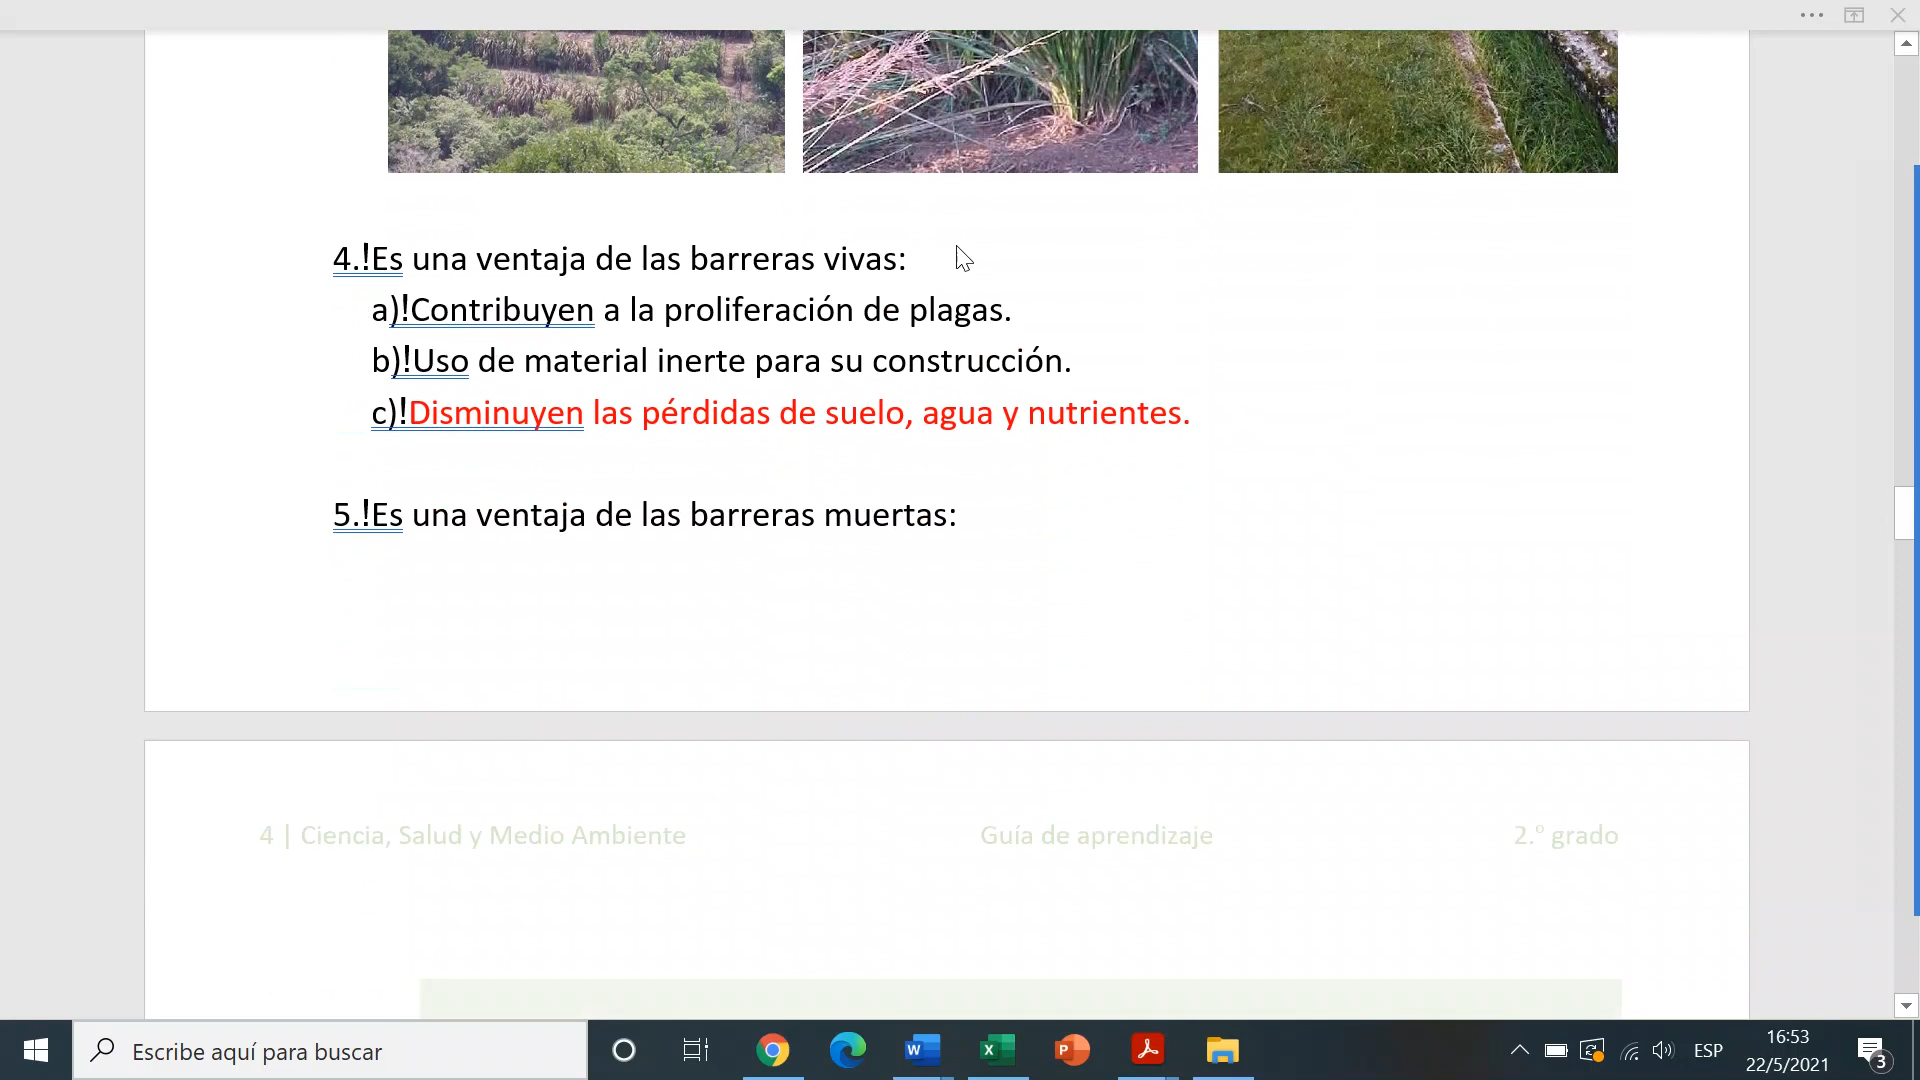 4.!Es una ventaja de las barreras vivas:
a)!Contribuyen a la proliferación de plagas.
b)!Uso de material inerte para su construcción.
c)!Disminuyen las pérdidas de suelo, agua y nutrientes.
5.!Es una ventaja de las barreras muertas:
4 | Ciencia, Salud y Medio Ambiente Guía de aprendizaje 2.º grado
Escribe aquí para buscar W X P ESP 16:53
22/5/2021 3